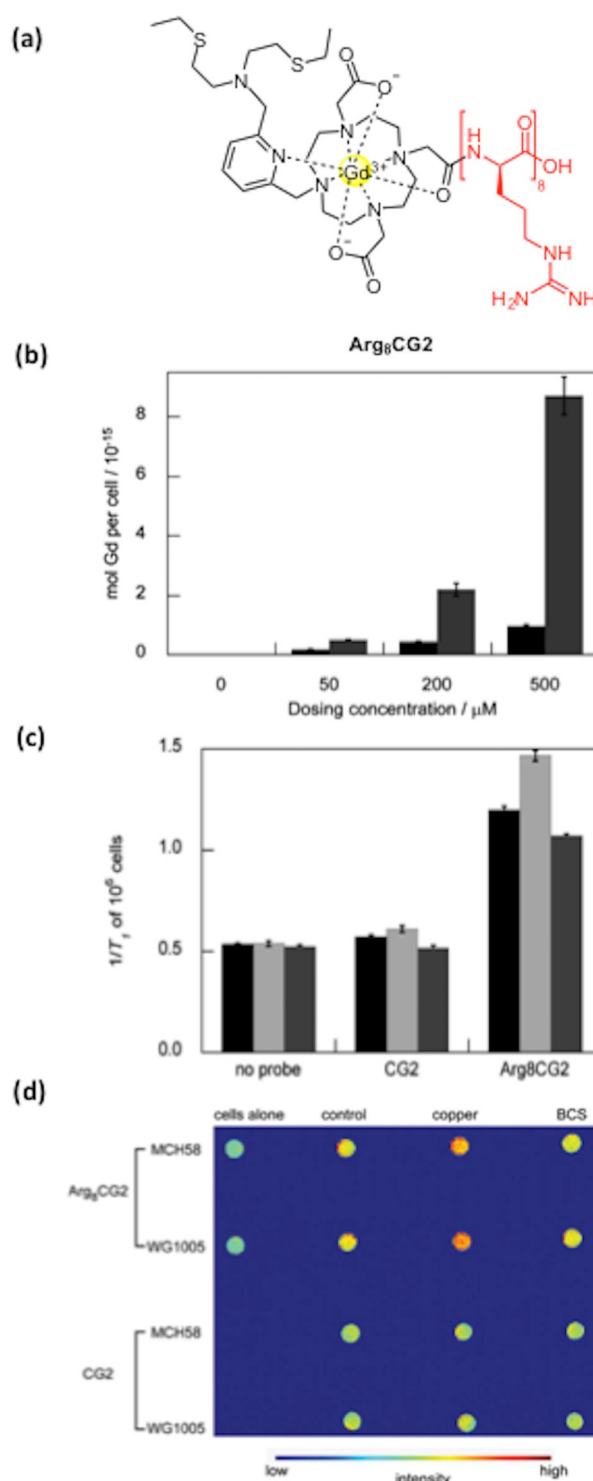 (a)
S
S
N
O
O⁻
N
N
N
N
N
N
Gd³⁺
O
O⁻
O
H
N
O
OH
8
NH
H₂N
NH
Arg₈CG2
(b)
mol Gd per cell / 10⁻¹⁵
8
6
4
2
0
0 50 200 500
Dosing concentration / μM
(c)
1/T₁ of 10⁶ cells
1.5
1.0
0.5
0.0
no probe CG2 Arg8CG2
(d)
cells alone control copper BCS
Arg₈CG2
MCH58
WG1005
CG2
MCH58
WG1005
low intensity high